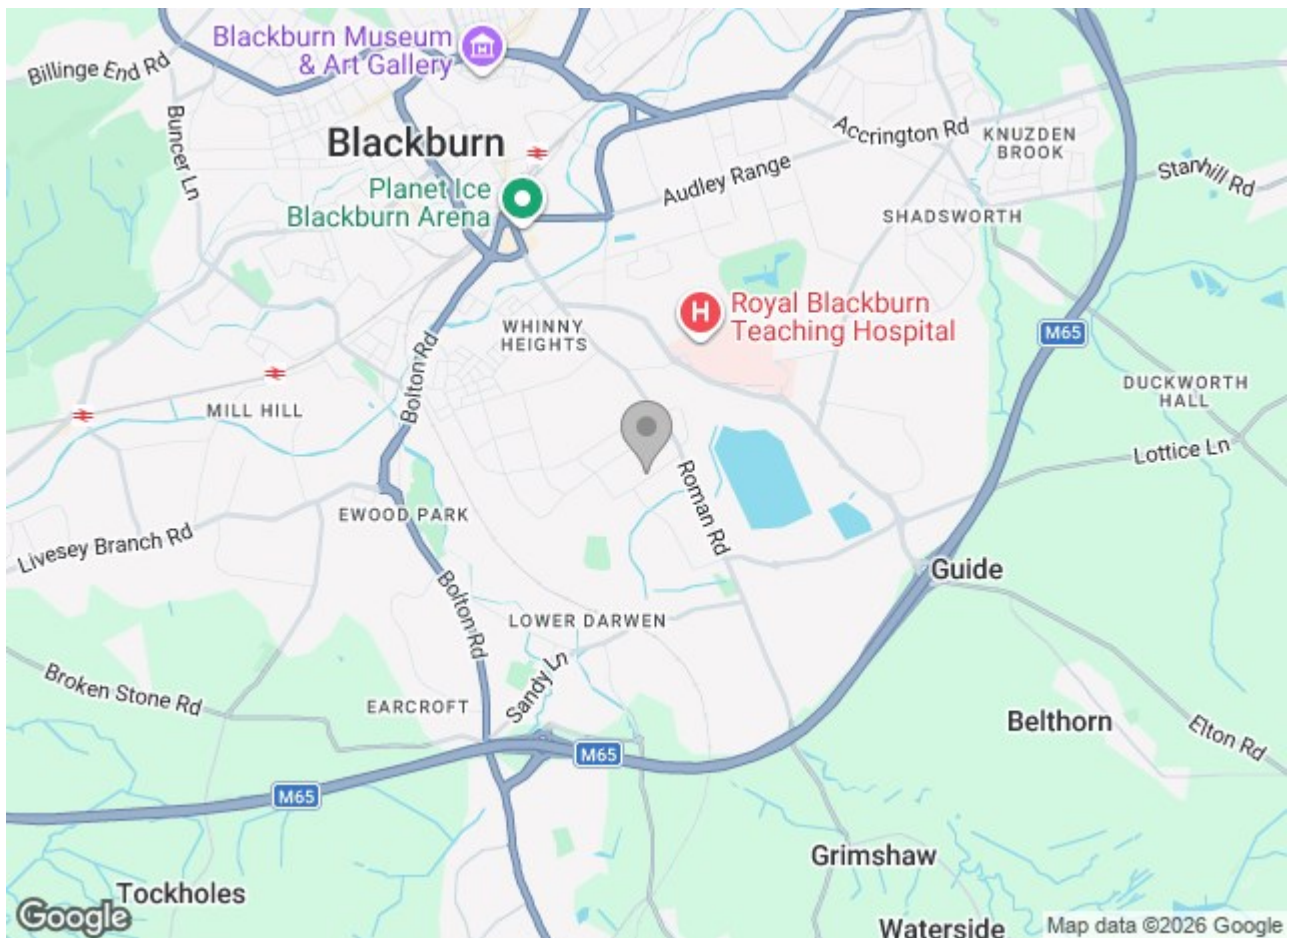 Blackburn Museum
& Art Gallery
Billinge End Rd
Buncer Ln
Blackburn
Accrington Rd
KNUZDEN
BROOK
Audley Range
Stanhill Rd
Planet Ice
Blackburn Arena
SHADSWORTH
H
Royal Blackburn
Teaching Hospital
WHINNY
HEIGHTS
M65
Bolton Rd
MILL HILL
DUCKWORTH
HALL
Lottice Ln
Roman Rd
EWOOD PARK
Livesey Branch Rd
Guide
Bolton Rd
LOWER DARWEN
Sandy Ln
Broken Stone Rd
EARCROFT
Belthorn
Elton Rd
M65
M65
Grimshaw
Tockholes
Waterside
Google
Map data ©2026 Google